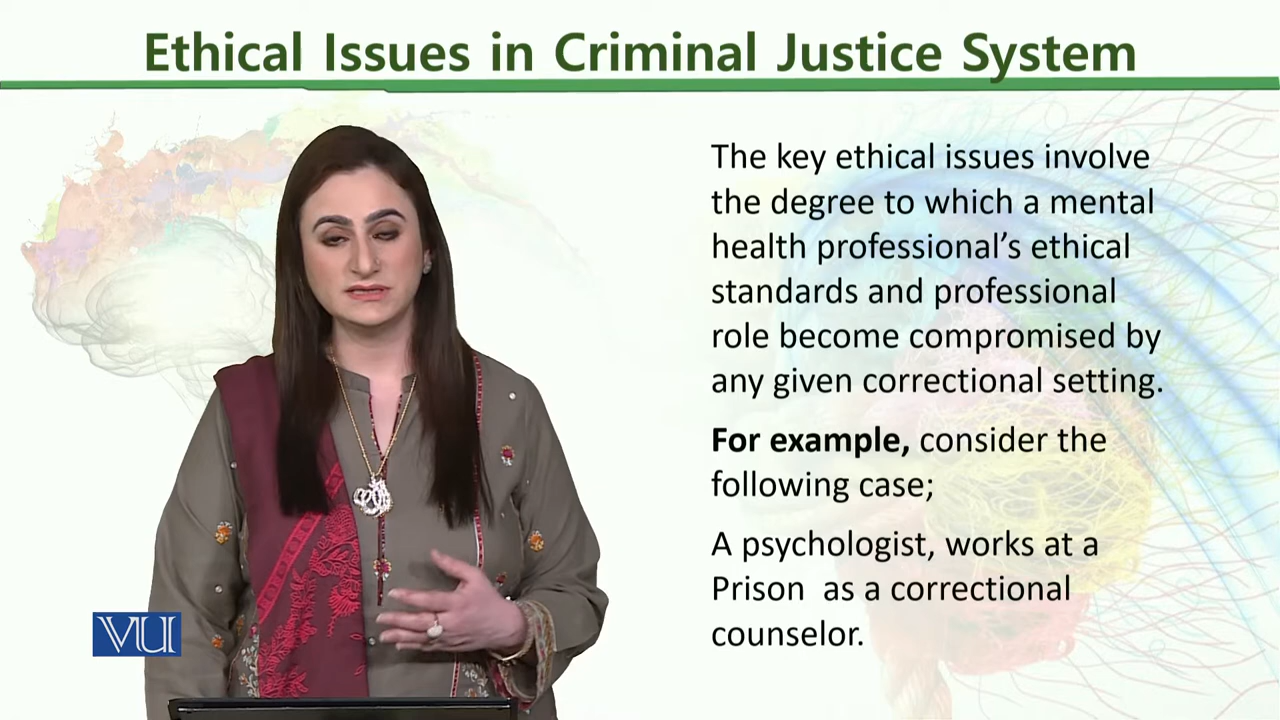 Ethical Issues in Criminal Justice System
The key ethical issues involve
the degree to which a mental
health professional’s ethical
standards and professional
role become compromised by
any given correctional setting.
For example, consider the
following case;
A psychologist, works at a
Prison  as a correctional
counselor.
VU